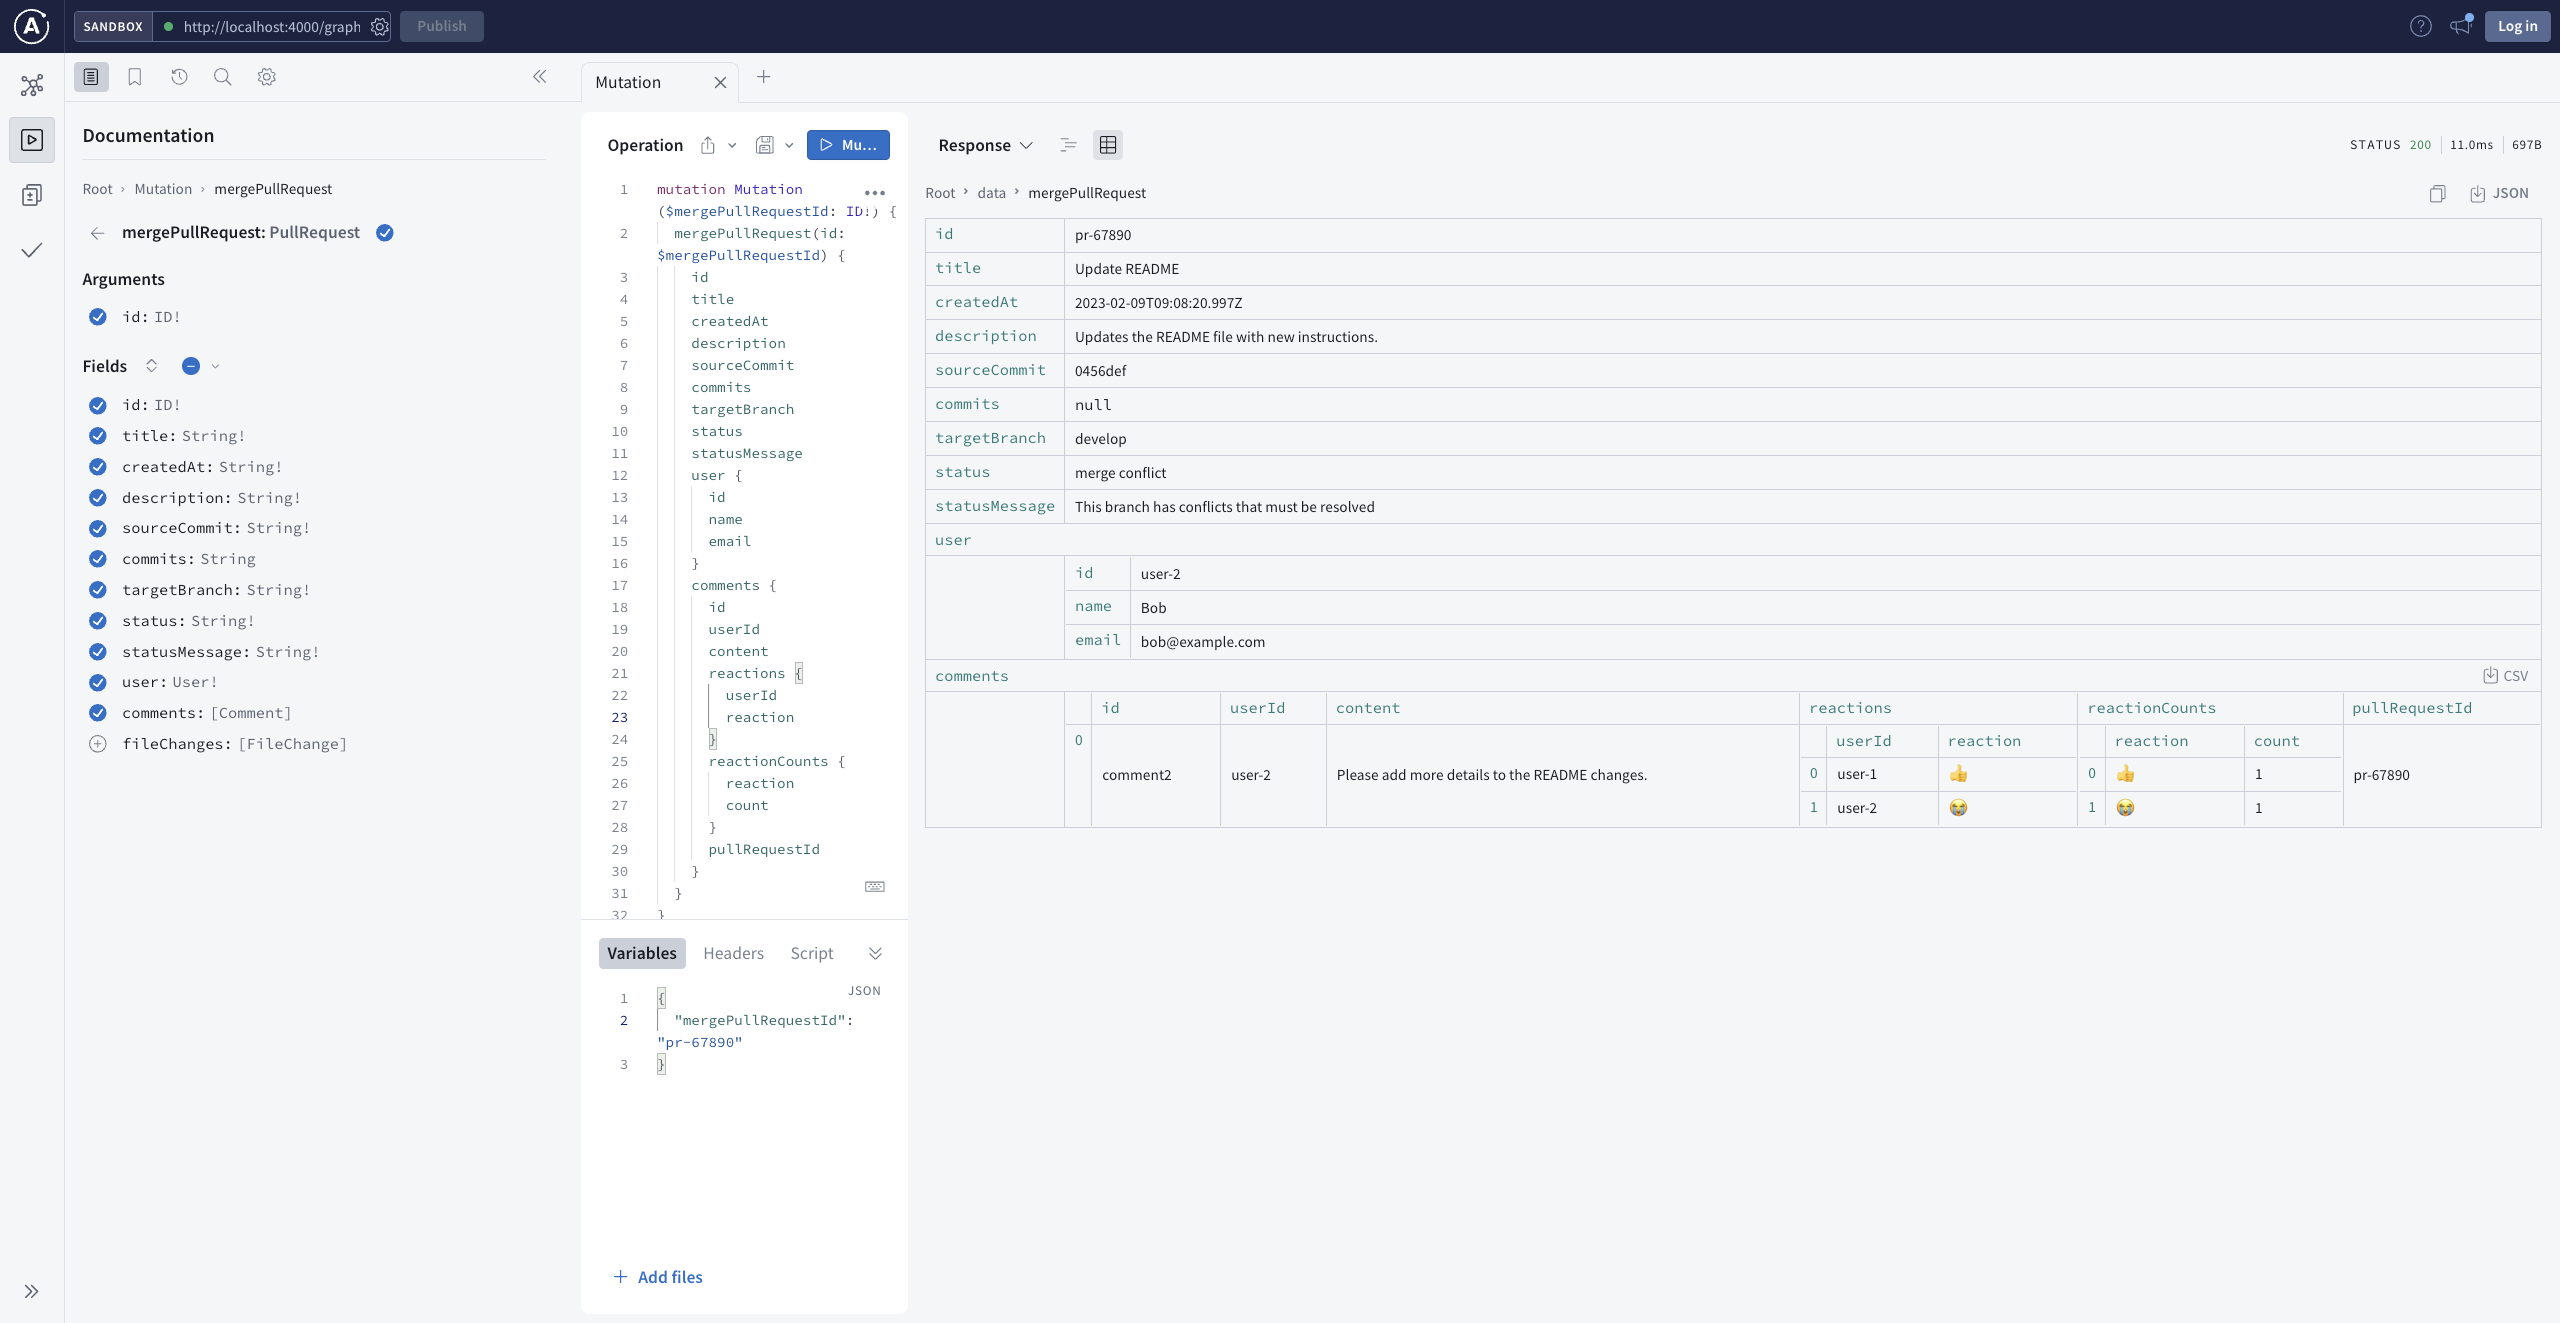 SANDBOX
http://localhost:4000/graph
Publish
Log in
Documentation
Root › Mutation › mergePullRequest
mergePullRequest: PullRequest
Arguments
id: ID!
Fields
id: ID!
title: String!
createdAt: String!
description: String!
sourceCommit: String!
commits: String
targetBranch: String!
status: String!
statusMessage: String!
user: User!
comments: [Comment]
fileChanges: [FileChange]
Mutation
Operation
Mu...
1 mutation Mutation
($mergePullRequestId: ID!) {
2 mergePullRequest(id:
$mergePullRequestId) {
3 id
4 title
5 createdAt
6 description
7 sourceCommit
8 commits
9 targetBranch
10 status
11 statusMessage
12 user {
13 id
14 name
15 email
16 }
17 comments {
18 id
19 userId
20 content
21 reactions {
22 userId
23 reaction
24 }
25 reactionCounts {
26 reaction
27 count
28 }
29 pullRequestId
30 }
31 }
32 }
Variables Headers Script
JSON
1 {
2 "mergePullRequestId":
"pr-67890"
3 }
Add files
Response
STATUS 200 11.0ms 697B
Root › data › mergePullRequest
JSON
id pr-67890
title Update README
createdAt 2023-02-09T09:08:20.997Z
description Updates the README file with new instructions.
sourceCommit 0456def
commits null
targetBranch develop
status merge conflict
statusMessage This branch has conflicts that must be resolved
user
id user-2
name Bob
email bob@example.com
comments
CSV
id userId content reactions reactionCounts pullRequestId
userId reaction reaction count
0 comment2 user-2 Please add more details to the README changes. pr-67890
0 user-1 👍 0 👍 1
1 user-2 😭 1 😭 1